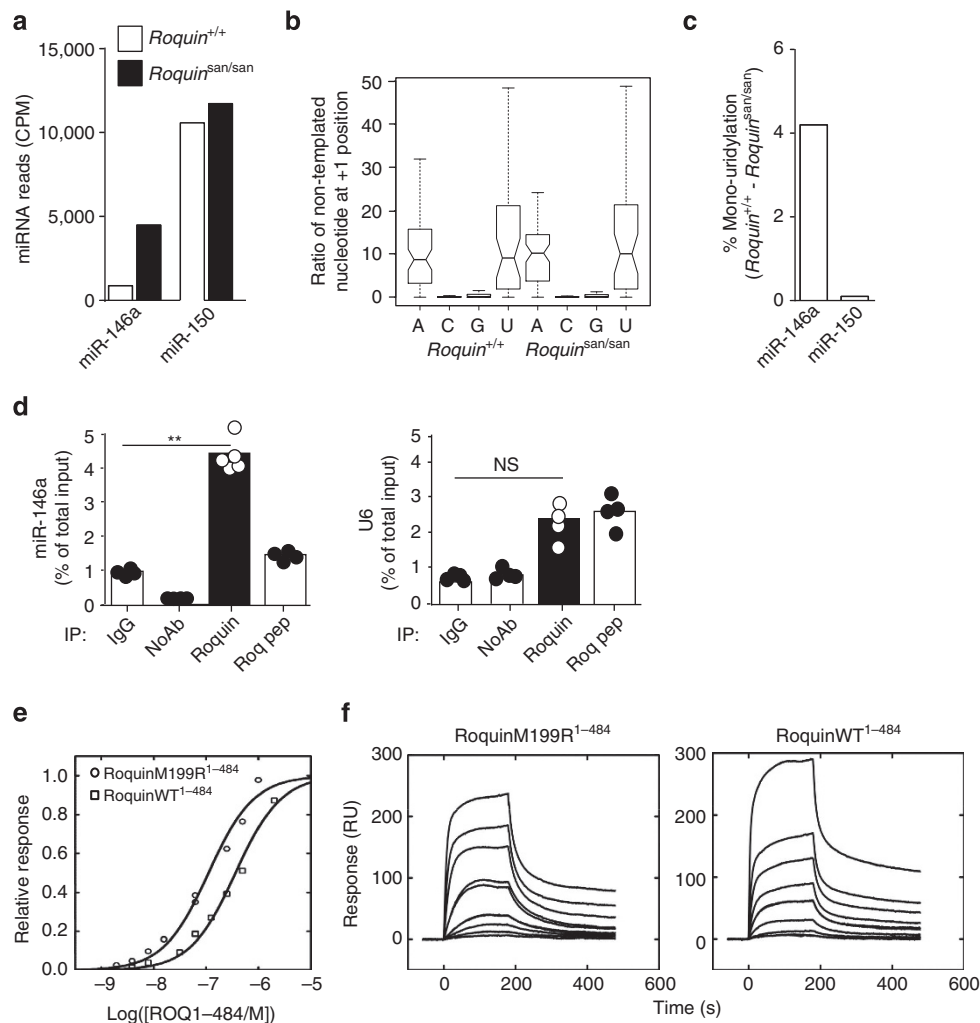 a
Roquin+/+
Roquinsan/san
15,000
10,000
5,000
0
miRNA reads (CPM)
miR-146a
miR-150
b
50
40
30
20
10
0
Ratio of non-templated
nucleotide at +1 position
A C G U A C G U
Roquin+/+ Roquinsan/san
c
6
4
2
0
% Mono-uridylation
(Roquin+/+ - Roquinsan/san)
miR-146a
miR-150
d
5
4
3
2
1
0
miR-146a
(% of total input)
**
IP:
IgG
NoAb
Roquin
Roq pep
5
4
3
2
1
0
U6
(% of total input)
NS
IP:
IgG
NoAb
Roquin
Roq pep
e
1.0
0.8
0.6
0.4
0.2
0.0
Relative response
RoquinM199R1–484
RoquinWT1–484
–9 –8 –7 –6 –5
Log([ROQ1–484/M])
f
RoquinM199R1–484
300
200
100
0
Response (RU)
0 200 400 600
RoquinWT1–484
300
200
100
0
0 200 400 600
Time (s)